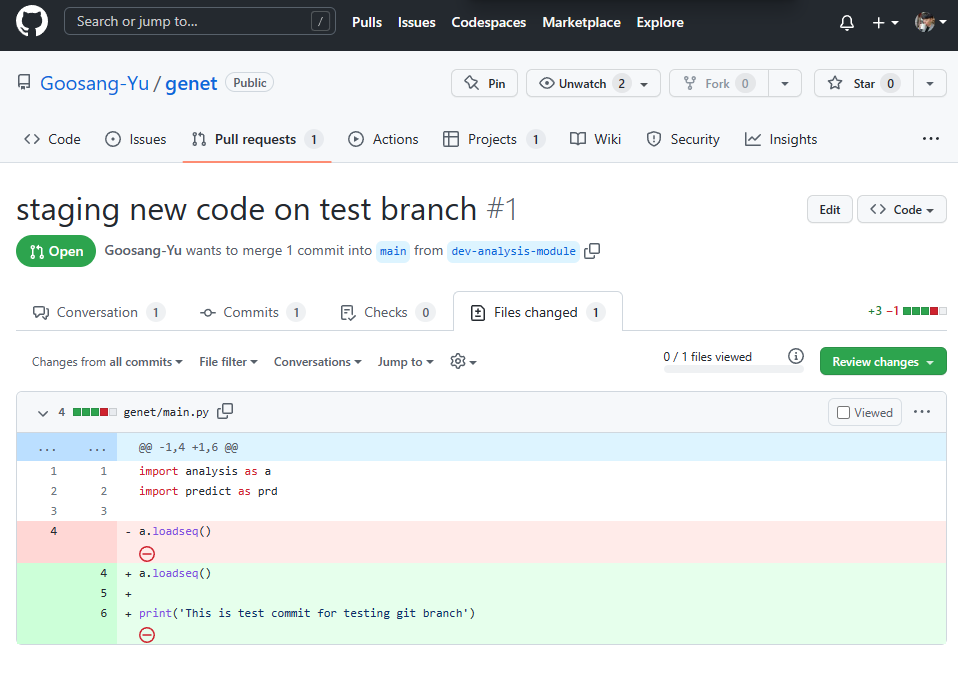 Search or jump to... / Pulls Issues Codespaces Marketplace Explore
Goosang-Yu / genet Public Pin Unwatch 2 Fork 0 Star 0
Code Issues Pull requests 1 Actions Projects 1 Wiki Security Insights ...
staging new code on test branch #1 Edit Code
Open Goosang-Yu wants to merge 1 commit into main from dev-analysis-module
Conversation 1 Commits 1 Checks 0 Files changed 1 +3 −1
Changes from all commits File filter Conversations Jump to 0 / 1 files viewed Review changes
4 genet/main.py Viewed ...
... ... @@ -1,4 +1,6 @@
1 1 import analysis as a
2 2 import predict as prd
3 3
4 - a.loadseq()
4 + a.loadseq()
5 +
6 + print('This is test commit for testing git branch')